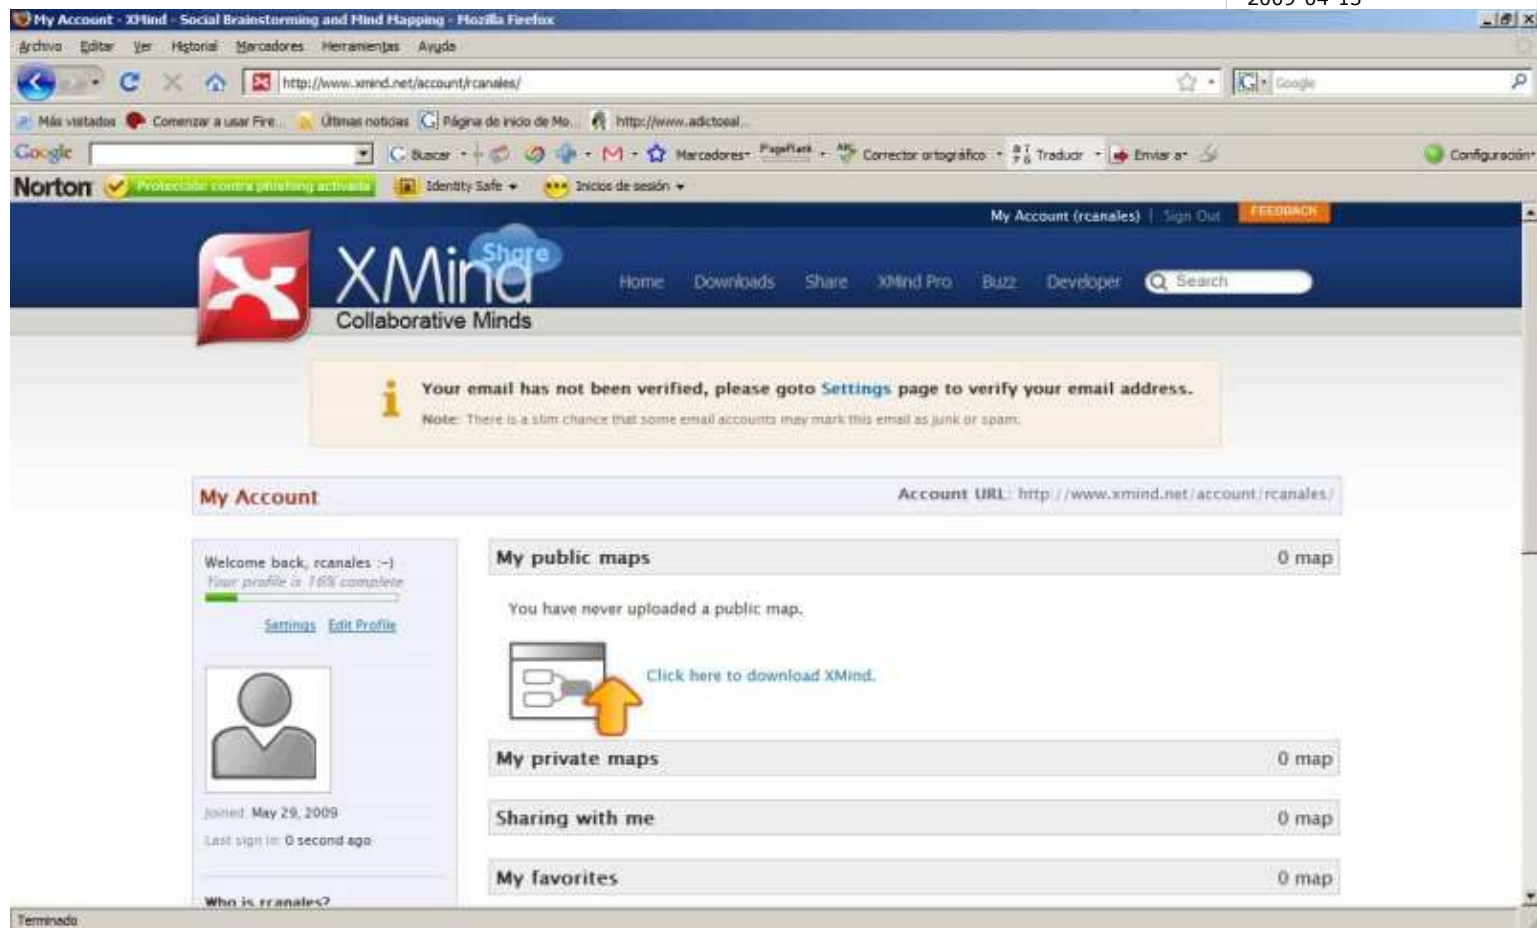 2009-04-15
My Account - XMind - Social Brainstorming and Mind Mapping - Mozilla Firefox
Archivo Editar Ver Historial Marcadores Herramientas Ayuda
http://www.xmind.net/account/rcanales/
Google
Más visitados Comenzar a usar Fire... Últimas noticias Página de inicio de Mo... http://www.adictosal...
Google Buscar Marcadores PageRank Corrector ortográfico Traducir Enviar a Configuración
Norton Protección contra phishing activada Identity Safe Inicios de sesión
My Account (rcanales) | Sign Out FEEDBACK
XMind Share
Home Downloads Share XMind Pro Buzz Developer Search
Collaborative Minds
Your email has not been verified, please goto Settings page to verify your email address.
Note: There is a slim chance that some email accounts may mark this email as junk or spam.
My Account
Account URL: http://www.xmind.net/account/rcanales/
Welcome back, rcanales :-)
Your profile is 16% complete
Settings Edit Profile
Joined: May 29, 2009
Last sign in: 0 second ago
Who is rcanales?
My public maps 0 map
You have never uploaded a public map.
Click here to download XMind.
My private maps 0 map
Sharing with me 0 map
My favorites 0 map
Terminado